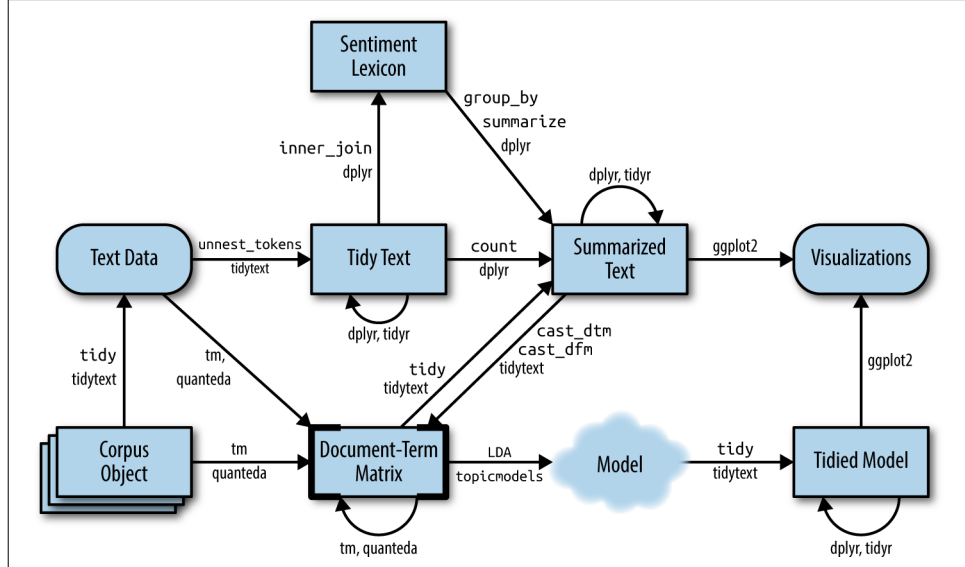 Sentiment
Lexicon
group_by
summarize
dplyr
inner_join
dplyr
dplyr, tidyr
Text Data
unnest_tokens
tidytext
Tidy Text
count
dplyr
Summarized
Text
ggplot2
Visualizations
dplyr, tidyr
cast_dtm
cast_dfm
tidytext
tidy
tidytext
tm,
quanteda
tidy
tidytext
ggplot2
Corpus
Object
tm
quanteda
Document-Term
Matrix
LDA
topicmodels
Model
tidy
tidytext
Tidied Model
tm, quanteda
dplyr, tidyr